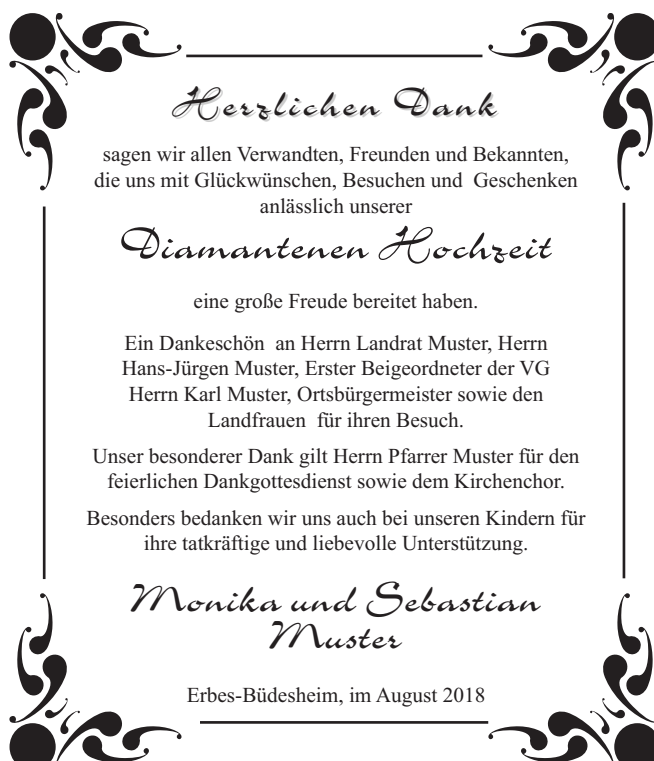 Herzlichen Dank
sagen wir allen Verwandten, Freunden und Bekannten,
die uns mit Glückwünschen, Besuchen und Geschenken
anlässlich unserer
Diamantenen Hochzeit
eine große Freude bereitet haben.
Ein Dankeschön an Herrn Landrat Muster, Herrn
Hans-Jürgen Muster, Erster Beigeordneter der VG
Herrn Karl Muster, Ortsbürgermeister sowie den
Landfrauen für ihren Besuch.
Unser besonderer Dank gilt Herrn Pfarrer Muster für den
feierlichen Dankgottesdienst sowie dem Kirchenchor.
Besonders bedanken wir uns auch bei unseren Kindern für
ihre tatkräftige und liebevolle Unterstützung.
Monika und Sebastian
Muster
Erbes-Büdesheim, im August 2018